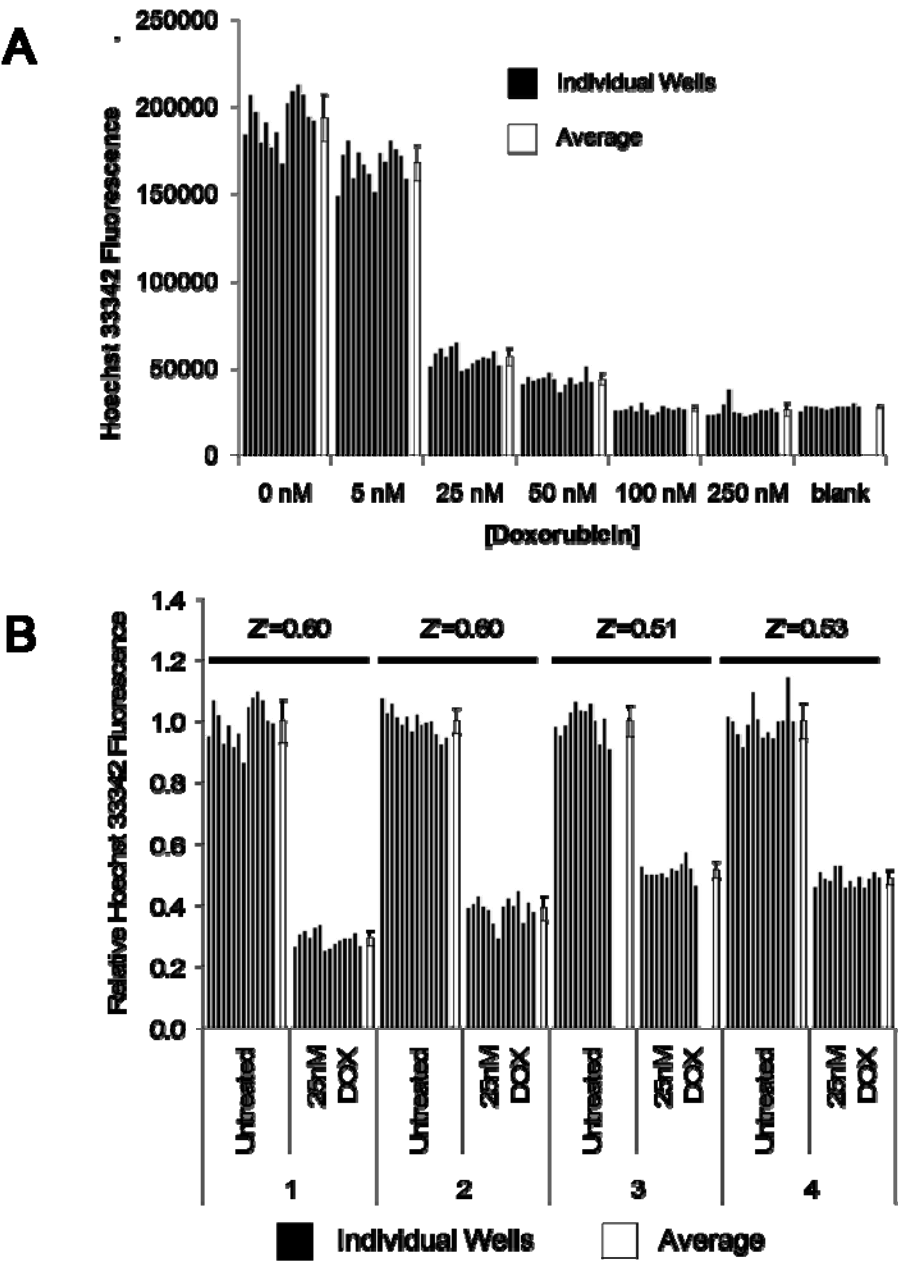 A
Hoechst 33342 Fluorescence
250000
200000
150000
100000
50000
0
Individual Wells
Average
0 nM 5 nM 25 nM 50 nM 100 nM 250 nM blank
[Doxorubicin]
B
Relative Hoechst 33342 Fluorescence
1.4
1.2
1.0
0.8
0.6
0.4
0.2
0.0
Z'=0.60 Z'=0.60 Z'=0.51 Z'=0.53
Untreated 25nM DOX Untreated 25nM DOX Untreated 25nM DOX Untreated 25nM DOX
1 2 3 4
Individual Wells Average